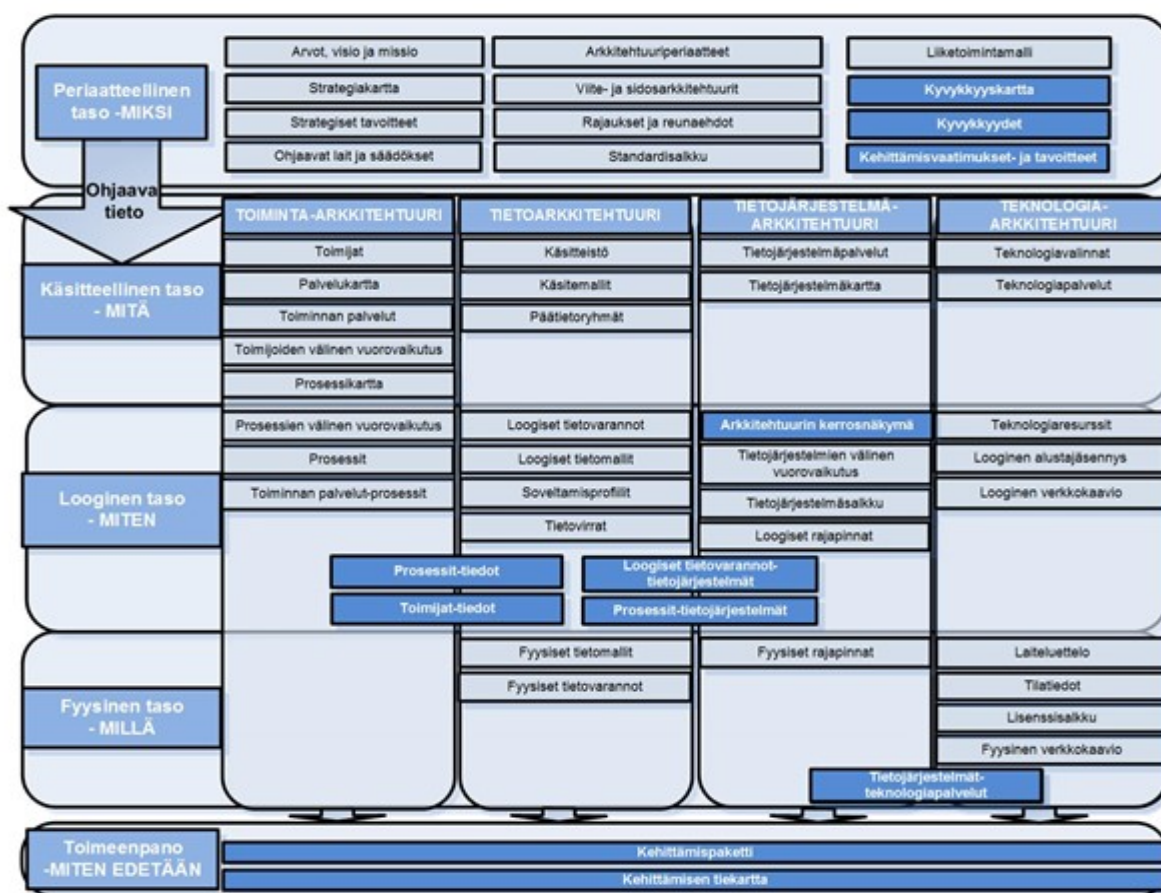 Arvot, visio ja missio
Arkkitehtuuriperiaatteet
Liiketoimintamalli
Periaatteellinen
taso -MIKSI
Strategiakartta
Viite- ja sidosarkkitehtuurit
Kyvykkyyskartta
Strategiset tavoitteet
Rajaukset ja reunaehdot
Kyvykkyydet
Ohjaavat lait ja säädökset
Standardisalkku
Kehittämisvaatimukset- ja tavoitteet
Ohjaava
tieto
TOIMINTA-ARKKITEHTUURI
TIETOARKKITEHTUURI
TIETOJÄRJESTELMÄ-
ARKKITEHTUURI
TEKNOLOGIA-
ARKKITEHTUURI
Käsitteellinen taso
- MITÄ
Toimijat
Käsitteistö
Tietojärjestelmäpalvelut
Teknologiavalinnat
Palvelukartta
Käsitemallit
Tietojärjestelmäkartta
Teknologiapalvelut
Toiminnan palvelut
Päätietoryhmät
Toimijoiden välinen vuorovaikutus
Prosessikartta
Looginen taso
- MITEN
Prosessien välinen vuorovaikutus
Loogiset tietovarannot
Arkkitehtuurin kerrosnäkymä
Teknologiaresurssit
Prosessit
Loogiset tietomallit
Tietojärjestelmien välinen
vuorovaikutus
Looginen alustajäsennys
Toiminnan palvelut-prosessit
Soveltamisprofiilit
Tietojärjestelmäsalkku
Looginen verkkokaavio
Tietovirrat
Loogiset rajapinnat
Prosessit-tiedot
Loogiset tietovarannot-
tietojärjestelmät
Toimijat-tiedot
Prosessit-tietojärjestelmät
Fyysinen taso
- MILLÄ
Fyysiset tietomallit
Fyysiset rajapinnat
Laiteluettelo
Fyysiset tietovarannot
Tilatiedot
Lisenssisalkku
Fyysinen verkkokaavio
Tietojärjestelmät-
teknologiapalvelut
Toimeenpano
-MITEN EDETÄÄN
Kehittämispaketti
Kehittämisen tiekartta